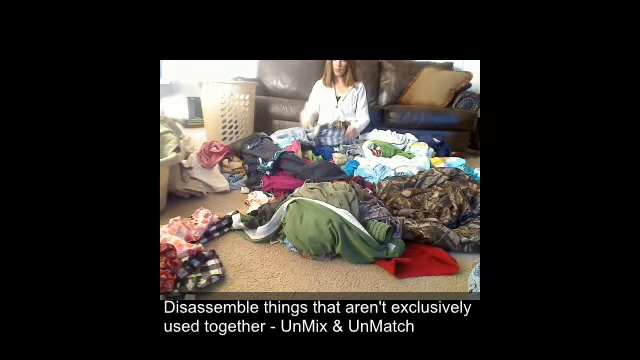 Disassemble things that aren't exclusively
used together - UnMix & UnMatch